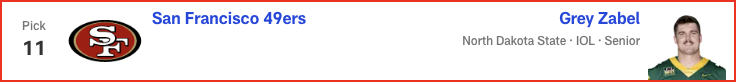 Pick
11
SF
San Francisco 49ers
Grey Zabel
North Dakota State · IOL · Senior